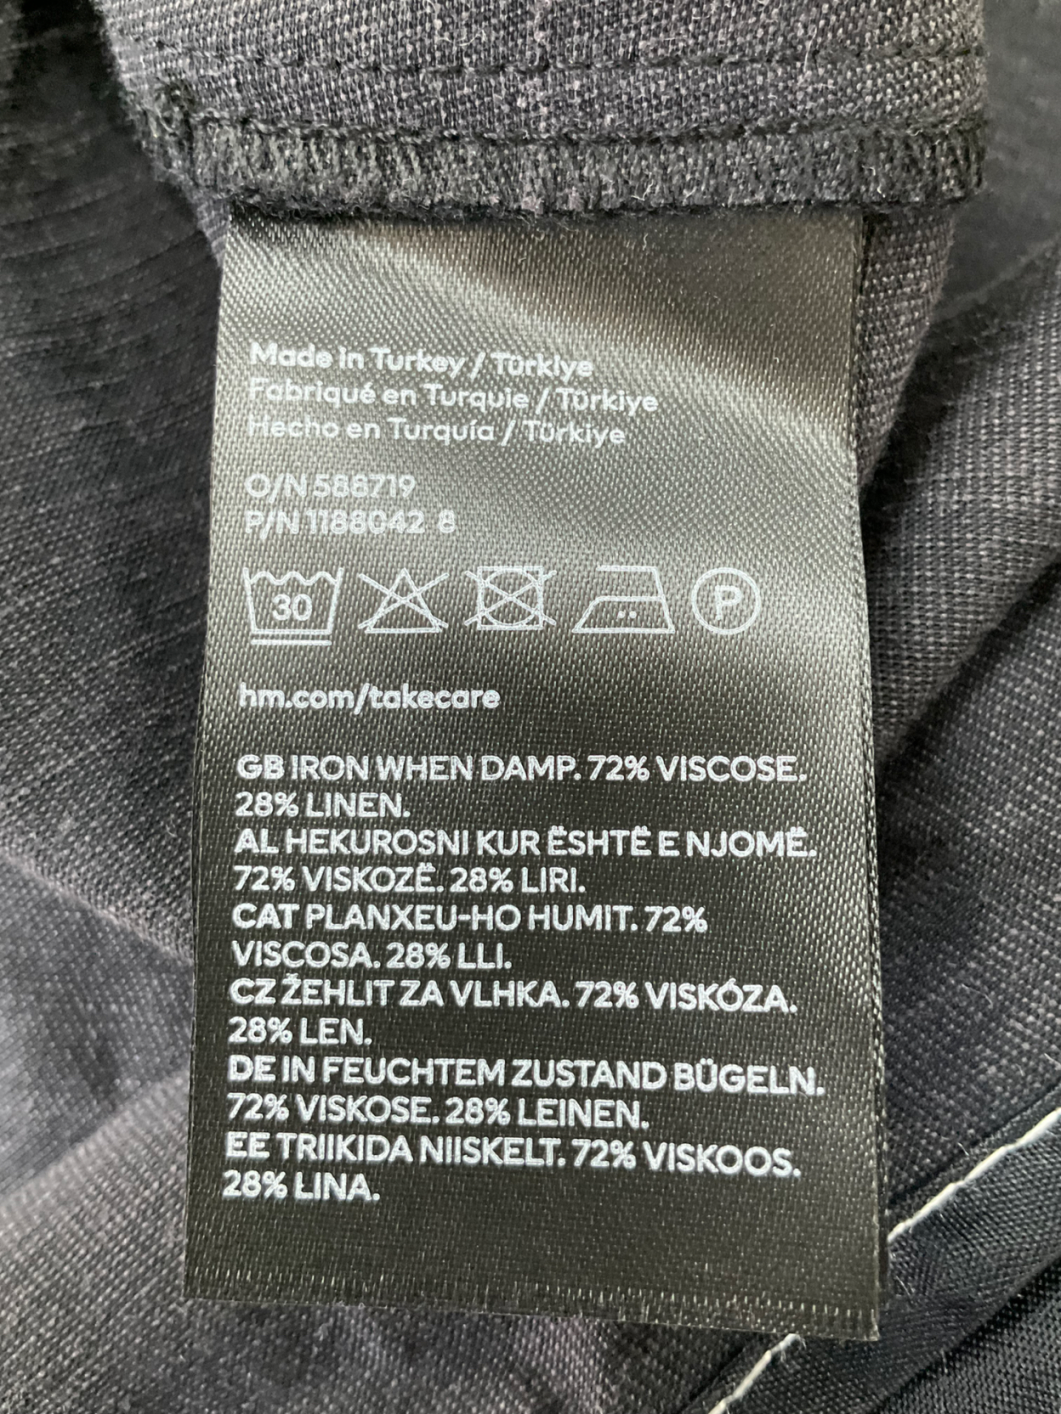 Made in Turkey / Türkiye
Fabriqué en Turquie / Türkiye
Hecho en Turquía / Türkiye
O/N 588719
P/N 1188042 8
30 P
hm.com/takecare
GB IRON WHEN DAMP. 72% VISCOSE.
28% LINEN.
AL HEKUROSNI KUR ËSHTË E NJOMË.
72% VISKOZË. 28% LIRI.
CAT PLANXEU-HO HUMIT. 72%
VISCOSA. 28% LLI.
CZ ŽEHLIT ZA VLHKA. 72% VISKÓZA.
28% LEN.
DE IN FEUCHTEM ZUSTAND BÜGELN.
72% VISKOSE. 28% LEINEN.
EE TRIIKIDA NIISKELT. 72% VISKOOS.
28% LINA.